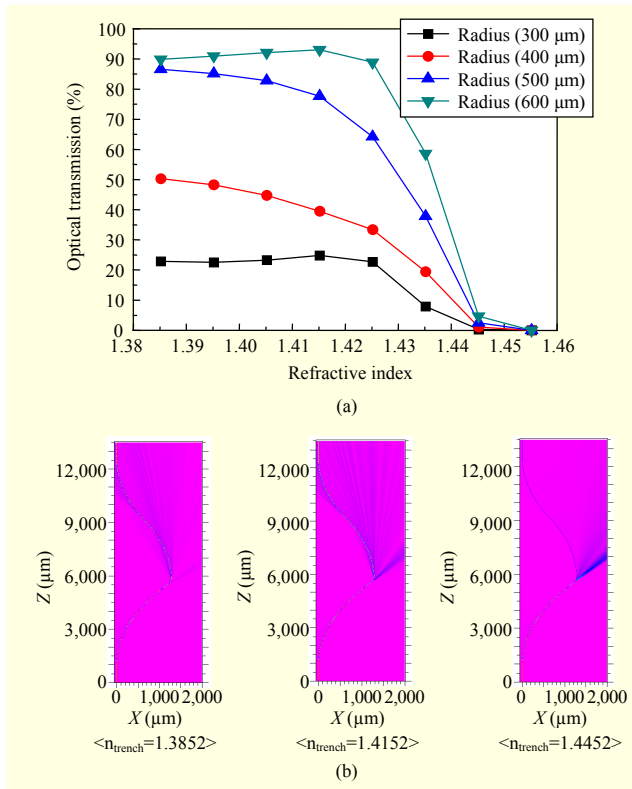 (a)
Optical transmission (%)
100
90
80
70
60
50
40
30
20
10
0
Radius (300 μm)
Radius (400 μm)
Radius (500 μm)
Radius (600 μm)
1.38 1.39 1.40 1.41 1.42 1.43 1.44 1.45 1.46
Refractive index
(a)
12,000
9,000
6,000
3,000
0
Z (μm)
0 1,000 2,000
X (μm)
<n_trench=1.3852>
12,000
9,000
6,000
3,000
0
Z (μm)
0 1,000 2,000
X (μm)
<n_trench=1.4152>
12,000
9,000
6,000
3,000
0
Z (μm)
0 1,000 2,000
X (μm)
<n_trench=1.4452>
(b)